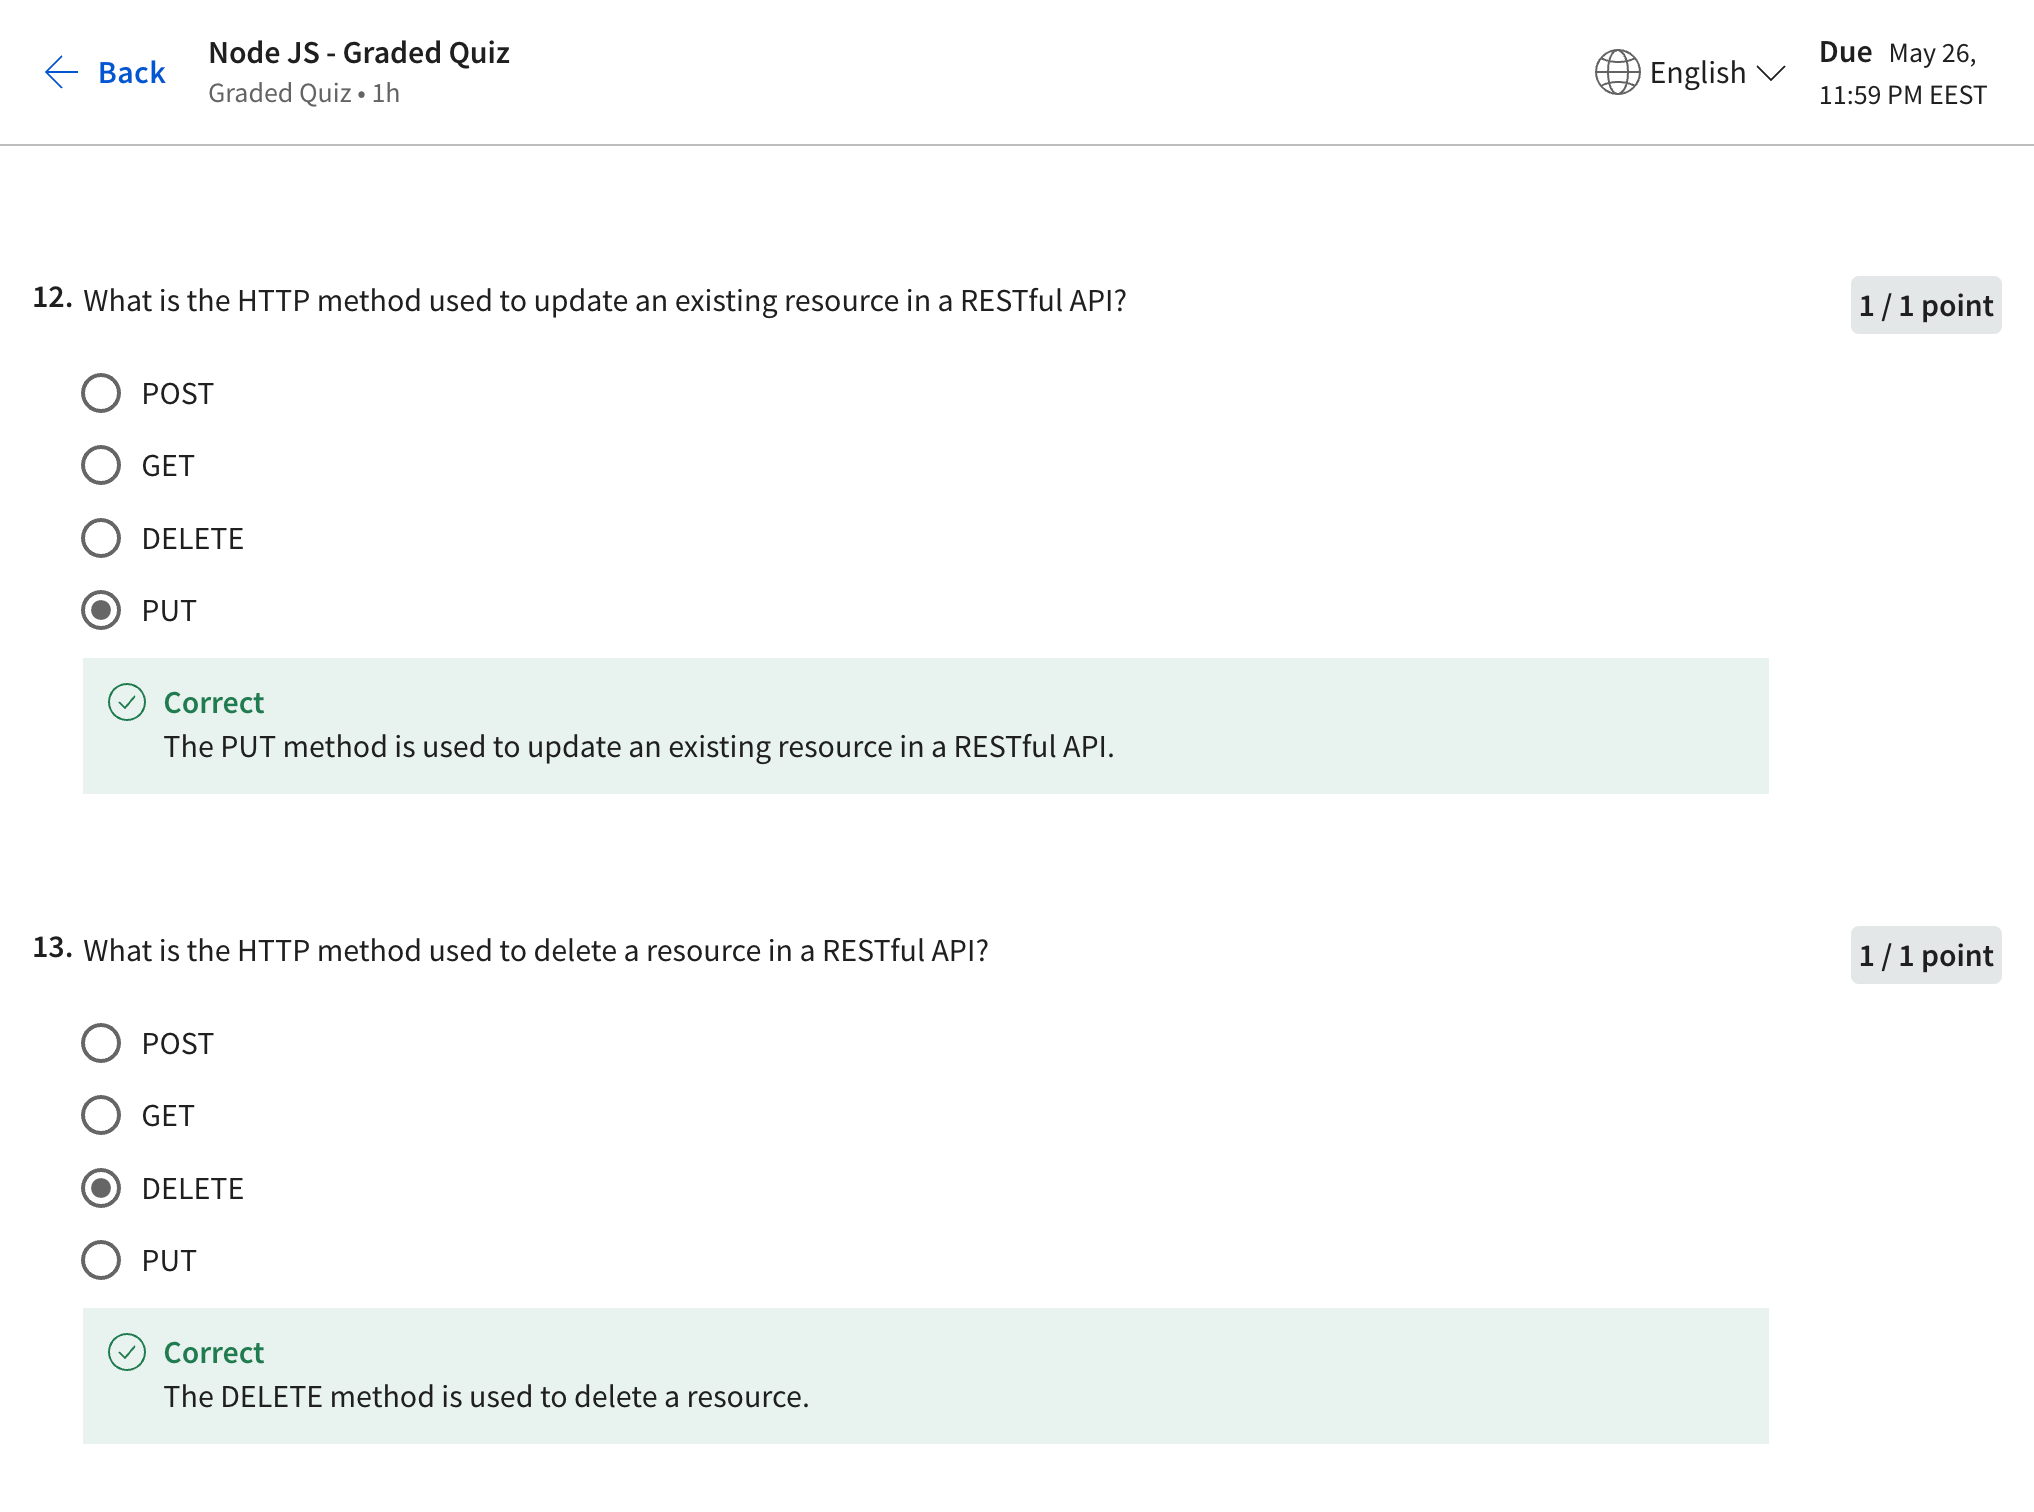 Back
Node JS - Graded Quiz
Graded Quiz • 1h
English
Due May 26,
11:59 PM EEST
12. What is the HTTP method used to update an existing resource in a RESTful API?
1 / 1 point
POST
GET
DELETE
PUT
Correct
The PUT method is used to update an existing resource in a RESTful API.
13. What is the HTTP method used to delete a resource in a RESTful API?
1 / 1 point
POST
GET
DELETE
PUT
Correct
The DELETE method is used to delete a resource.